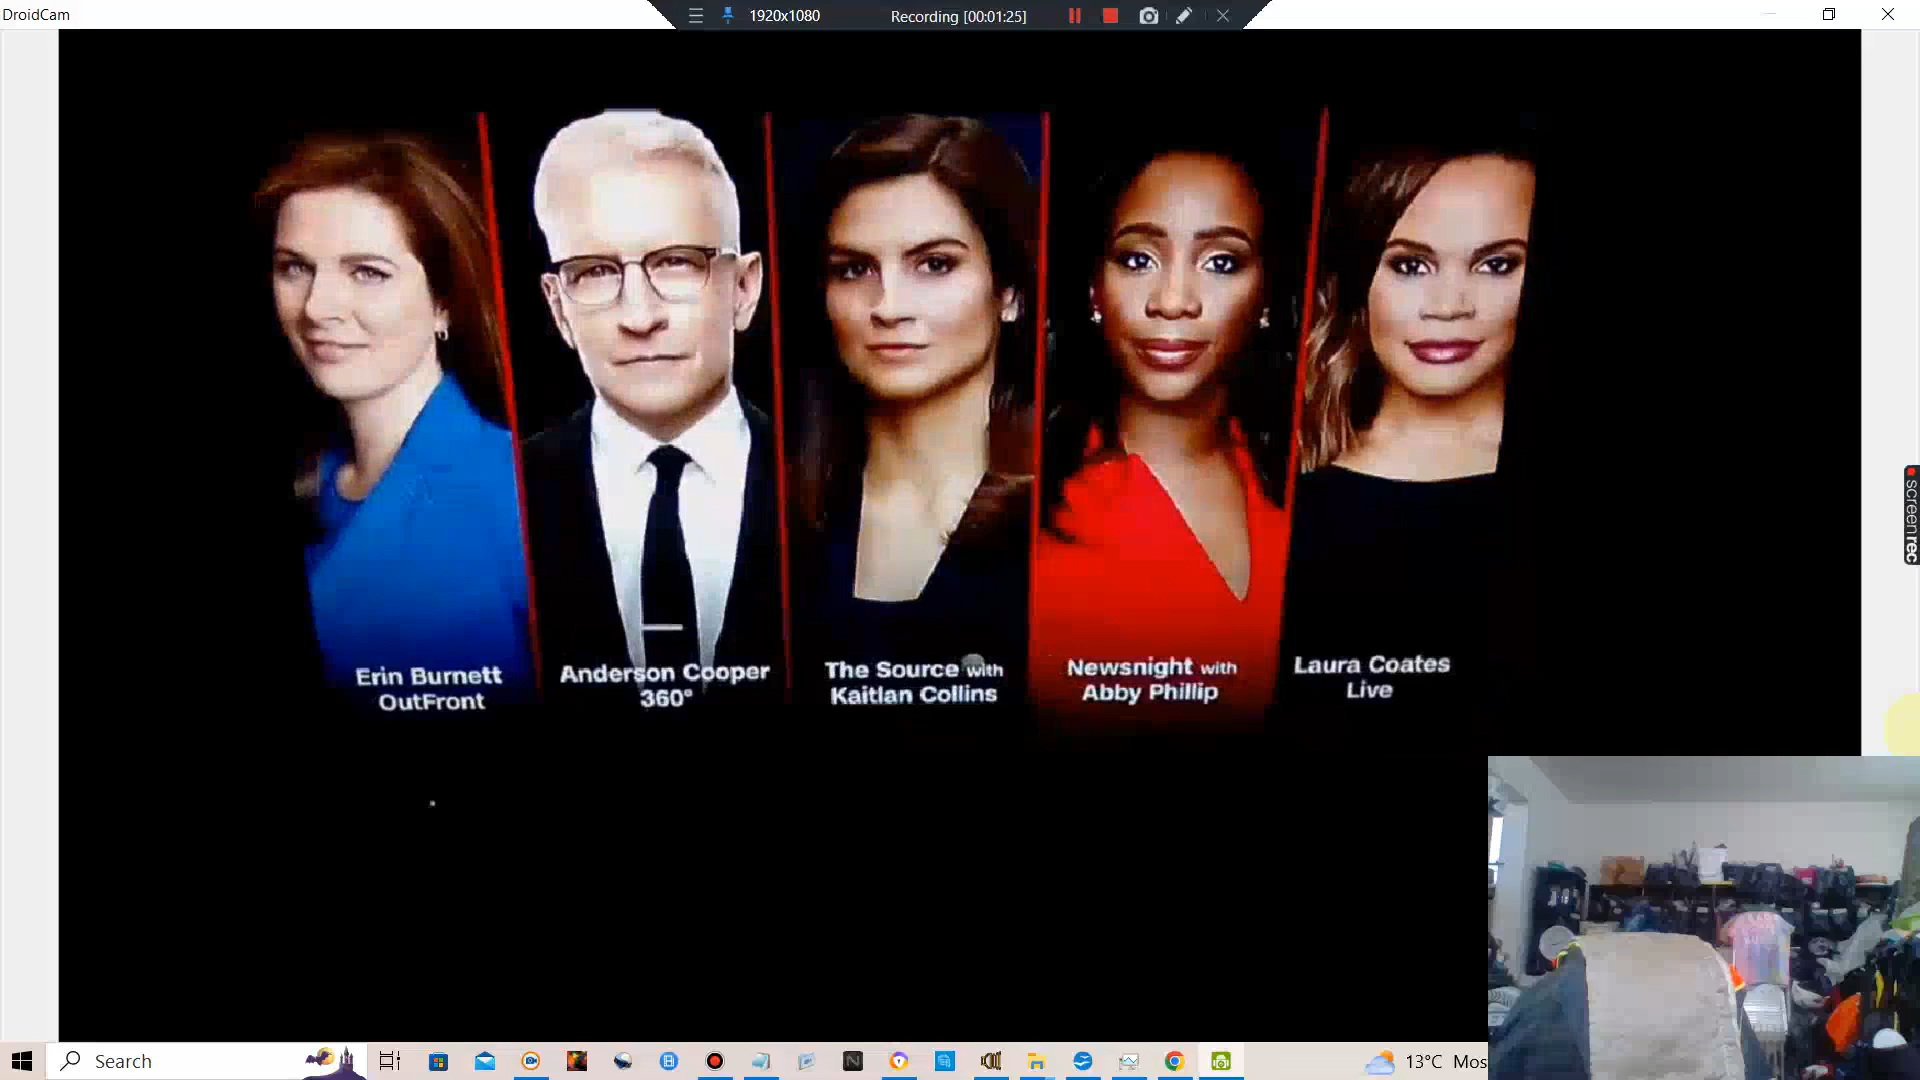 DroidCam
1920x1080
Recording [00:01:25]
Erin Burnett
OutFront
Anderson Cooper
360°
The Source with
Kaitlan Collins
Newsnight with
Abby Phillip
Laura Coates
Live
screenrec
Search
13°C Mos